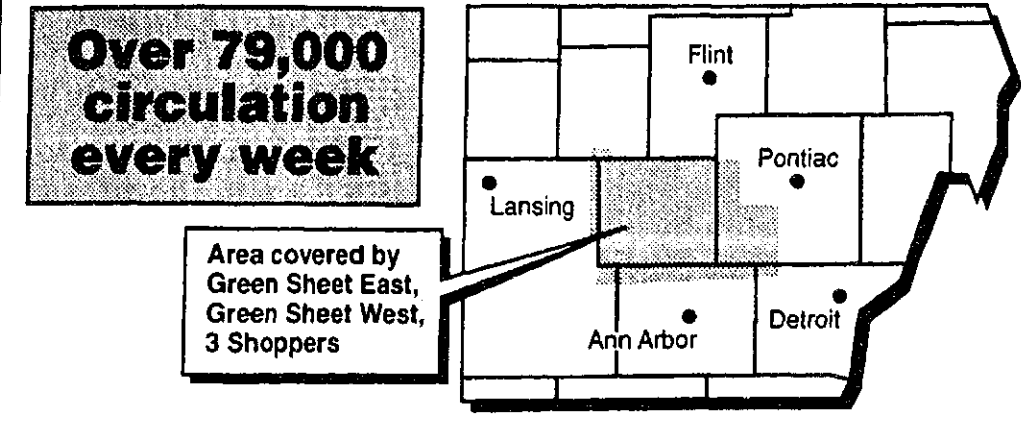 Over 79,000
circulation
every week
Flint
Pontiac
Lansing
Area covered by
Green Sheet East,
Green Sheet West,
3 Shoppers
Ann Arbor
Detroit